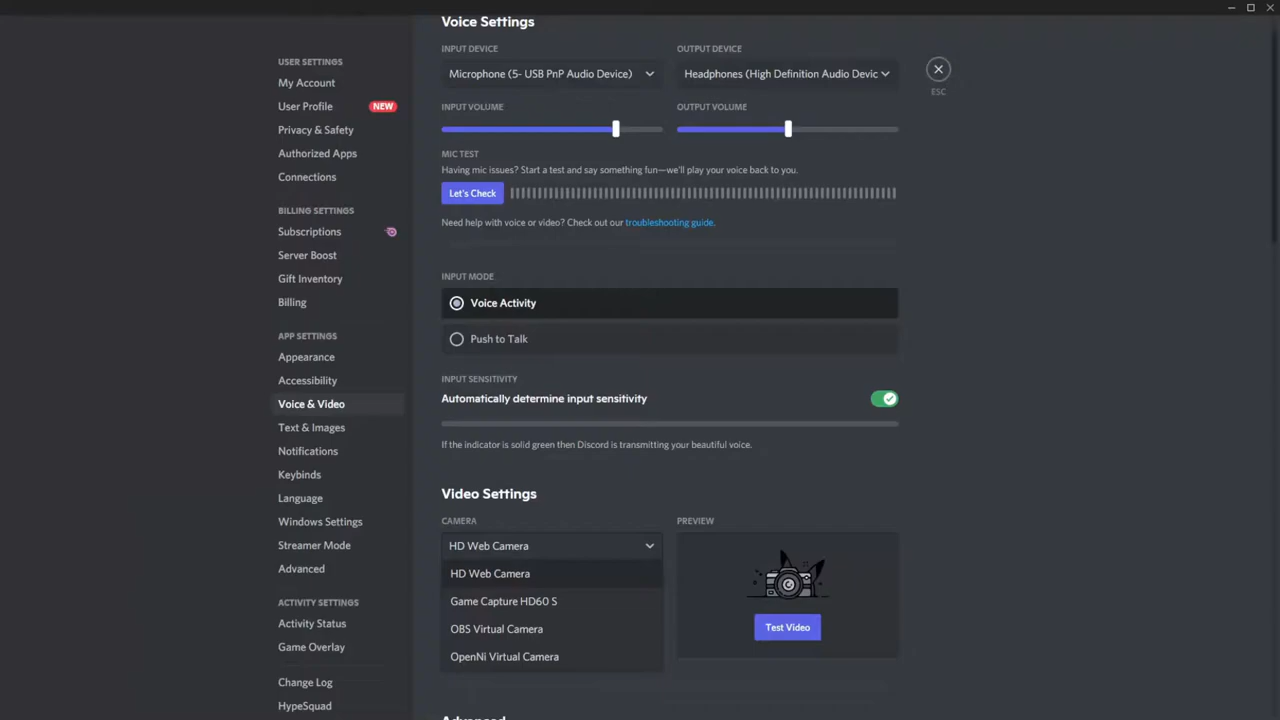 Voice Settings
INPUT DEVICE
OUTPUT DEVICE
Microphone (5- USB PnP Audio Device)
Headphones (High Definition Audio Devic
ESC
INPUT VOLUME
OUTPUT VOLUME
MIC TEST
Having mic issues? Start a test and say something fun—we'll play your voice back to you.
Let's Check
Need help with voice or video? Check out our troubleshooting guide.
INPUT MODE
Voice Activity
Push to Talk
INPUT SENSITIVITY
Automatically determine input sensitivity
If the indicator is solid green then Discord is transmitting your beautiful voice.
Video Settings
CAMERA
PREVIEW
HD Web Camera
HD Web Camera
Game Capture HD60 S
OBS Virtual Camera
OpenNi Virtual Camera
Test Video
Advanced
USER SETTINGS
My Account
User Profile NEW
Privacy & Safety
Authorized Apps
Connections
BILLING SETTINGS
Subscriptions
Server Boost
Gift Inventory
Billing
APP SETTINGS
Appearance
Accessibility
Voice & Video
Text & Images
Notifications
Keybinds
Language
Windows Settings
Streamer Mode
Advanced
ACTIVITY SETTINGS
Activity Status
Game Overlay
Change Log
HypeSquad